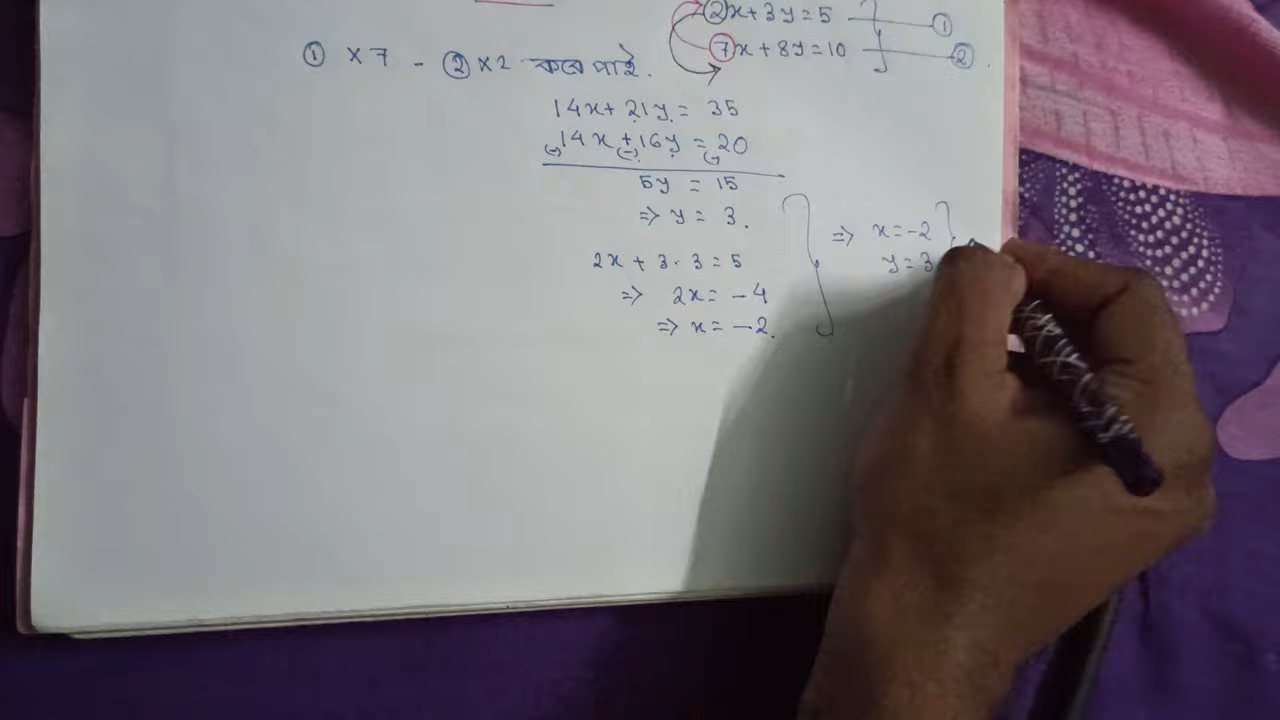 2x + 3y = 5 ①
7x + 8y = 10 ②
① × 7 - ② × 2 করে পাই.
14x + 21y = 35
14x + 16y = 20
(-) (-) (-)
5y = 15
=> y = 3.
2x + 3·3 = 5
=> 2x = -4
=> x = -2.
=> x = -2
y = 3